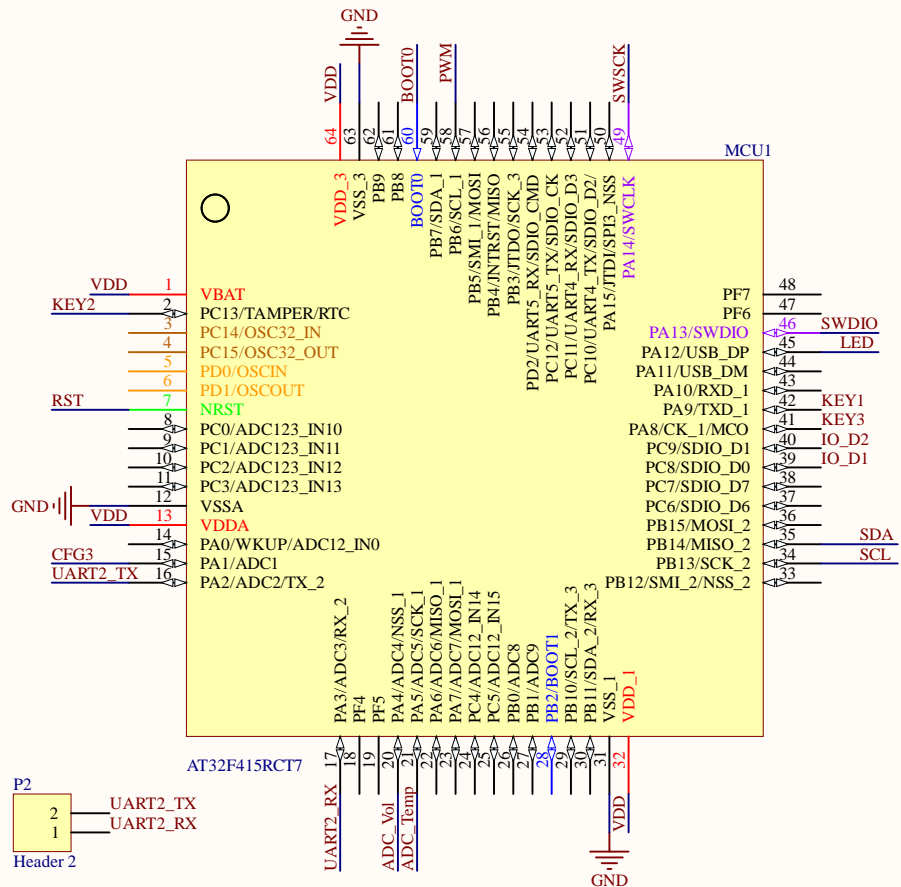 GND
VDD
BOOT0
PWM
SWSCK
64
63
62
61
60
59
58
57
56
55
54
53
52
51
50
49
MCU1
VDD_3
VSS_3
PB9
PB8
BOOT0
PB7/SDA_1
PB6/SCL_1
PB5/SMI_1/MOSI
PB4/JNTRST/MISO
PB3/JTDO/SCK_3
PD2/UART5_RX/SDIO_CMD
PC12/UART5_TX/SDIO_CK
PC11/UART4_RX/SDIO_D3
PC10/UART4_TX/SDIO_D2/
PA15/JTDI/SPI3_NSS
PA14/SWCLK
VDD 1 VBAT
KEY2 2 PC13/TAMPER/RTC
3 PC14/OSC32_IN
4 PC15/OSC32_OUT
5 PD0/OSCIN
6 PD1/OSCOUT
RST 7 NRST
8 PC0/ADC123_IN10
9 PC1/ADC123_IN11
10 PC2/ADC123_IN12
11 PC3/ADC123_IN13
GND 12 VSSA
VDD 13 VDDA
14 PA0/WKUP/ADC12_IN0
CFG3 15 PA1/ADC1
UART2_TX 16 PA2/ADC2/TX_2
PF7 48
PF6 47
PA13/SWDIO 46 SWDIO
PA12/USB_DP 45 LED
PA11/USB_DM 44
PA10/RXD_1 43
PA9/TXD_1 42 KEY1
PA8/CK_1/MCO 41 KEY3
PC9/SDIO_D1 40 IO_D2
PC8/SDIO_D0 39 IO_D1
PC7/SDIO_D7 38
PC6/SDIO_D6 37
PB15/MOSI_2 36
PB14/MISO_2 35 SDA
PB13/SCK_2 34 SCL
PB12/SMI_2/NSS_2 33
PA3/ADC3/RX_2
PF4
PF5
PA4/ADC4/NSS_1
PA5/ADC5/SCK_1
PA6/ADC6/MISO_1
PA7/ADC7/MOSI_1
PC4/ADC12_IN14
PC5/ADC12_IN15
PB0/ADC8
PB1/ADC9
PB2/BOOT1
PB10/SCL_2/TX_3
PB11/SDA_2/RX_3
VSS_1
VDD_1
AT32F415RCT7
17
18
19
20
21
22
23
24
25
26
27
28
29
30
31
32
UART2_RX
ADC_Vol
ADC_Temp
VDD
GND
P2
2 UART2_TX
1 UART2_RX
Header 2